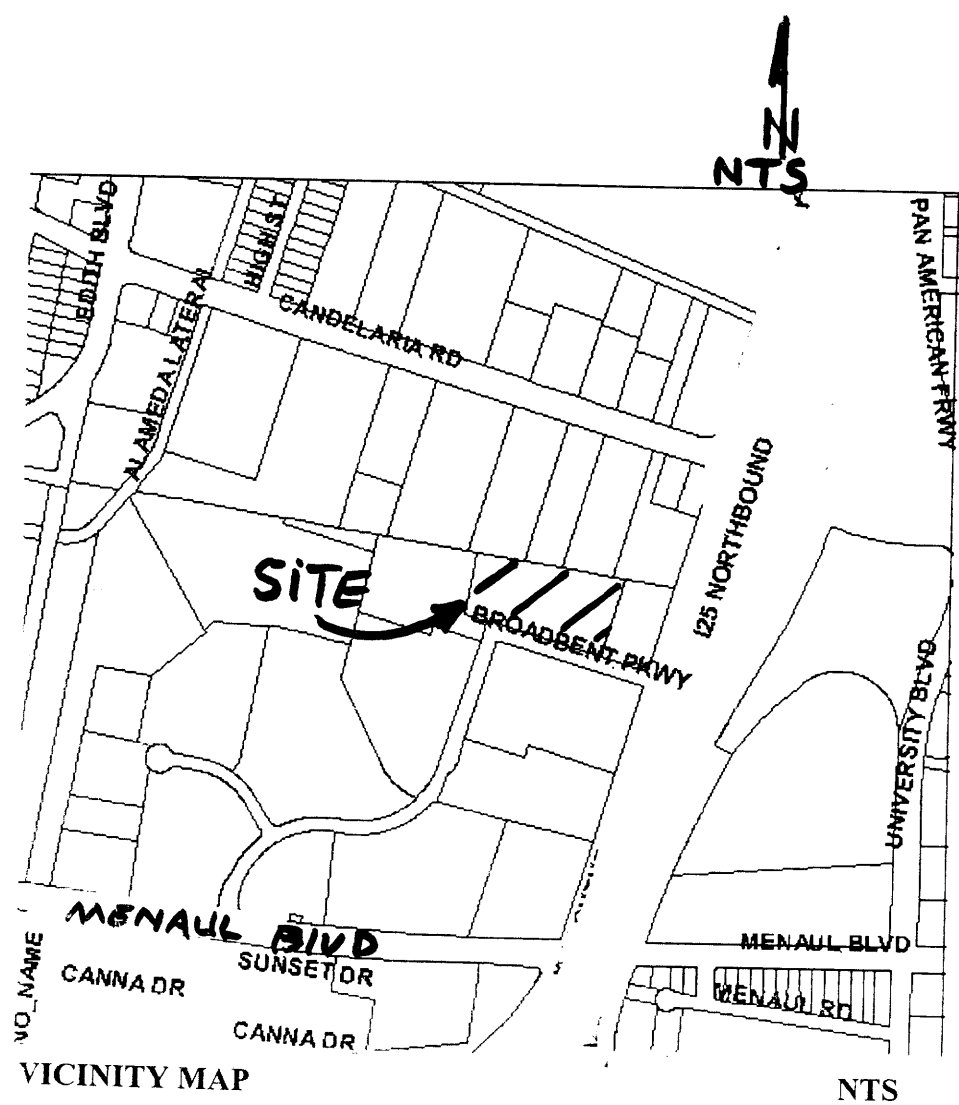 N
NTS
PAN AMERICAN FRWY
EDITH BLVD
HIGH ST
ALAMEDA LATERAL
CANDELARIA RD
I25 NORTHBOUND
SITE
BROADBENT PKWY
UNIVERSITY BLVD
MENAUL BLVD
MENAUL BLVD
SUNSET DR
NO_NAME
CANNA DR
MENAUL RD
CANNA DR
VICINITY MAP
NTS